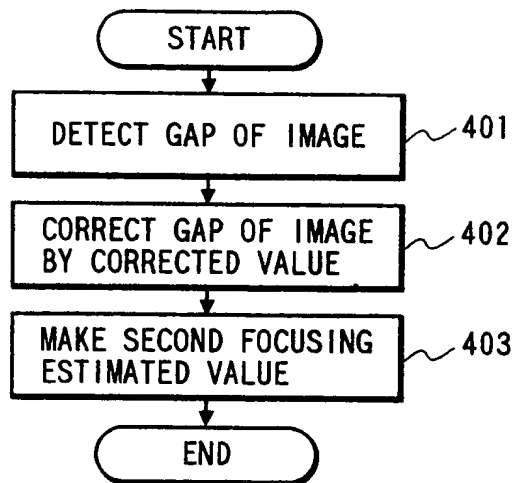 START
DETECT GAP OF IMAGE
401
CORRECT GAP OF IMAGE
BY CORRECTED VALUE
402
MAKE SECOND FOCUSING
ESTIMATED VALUE
403
END